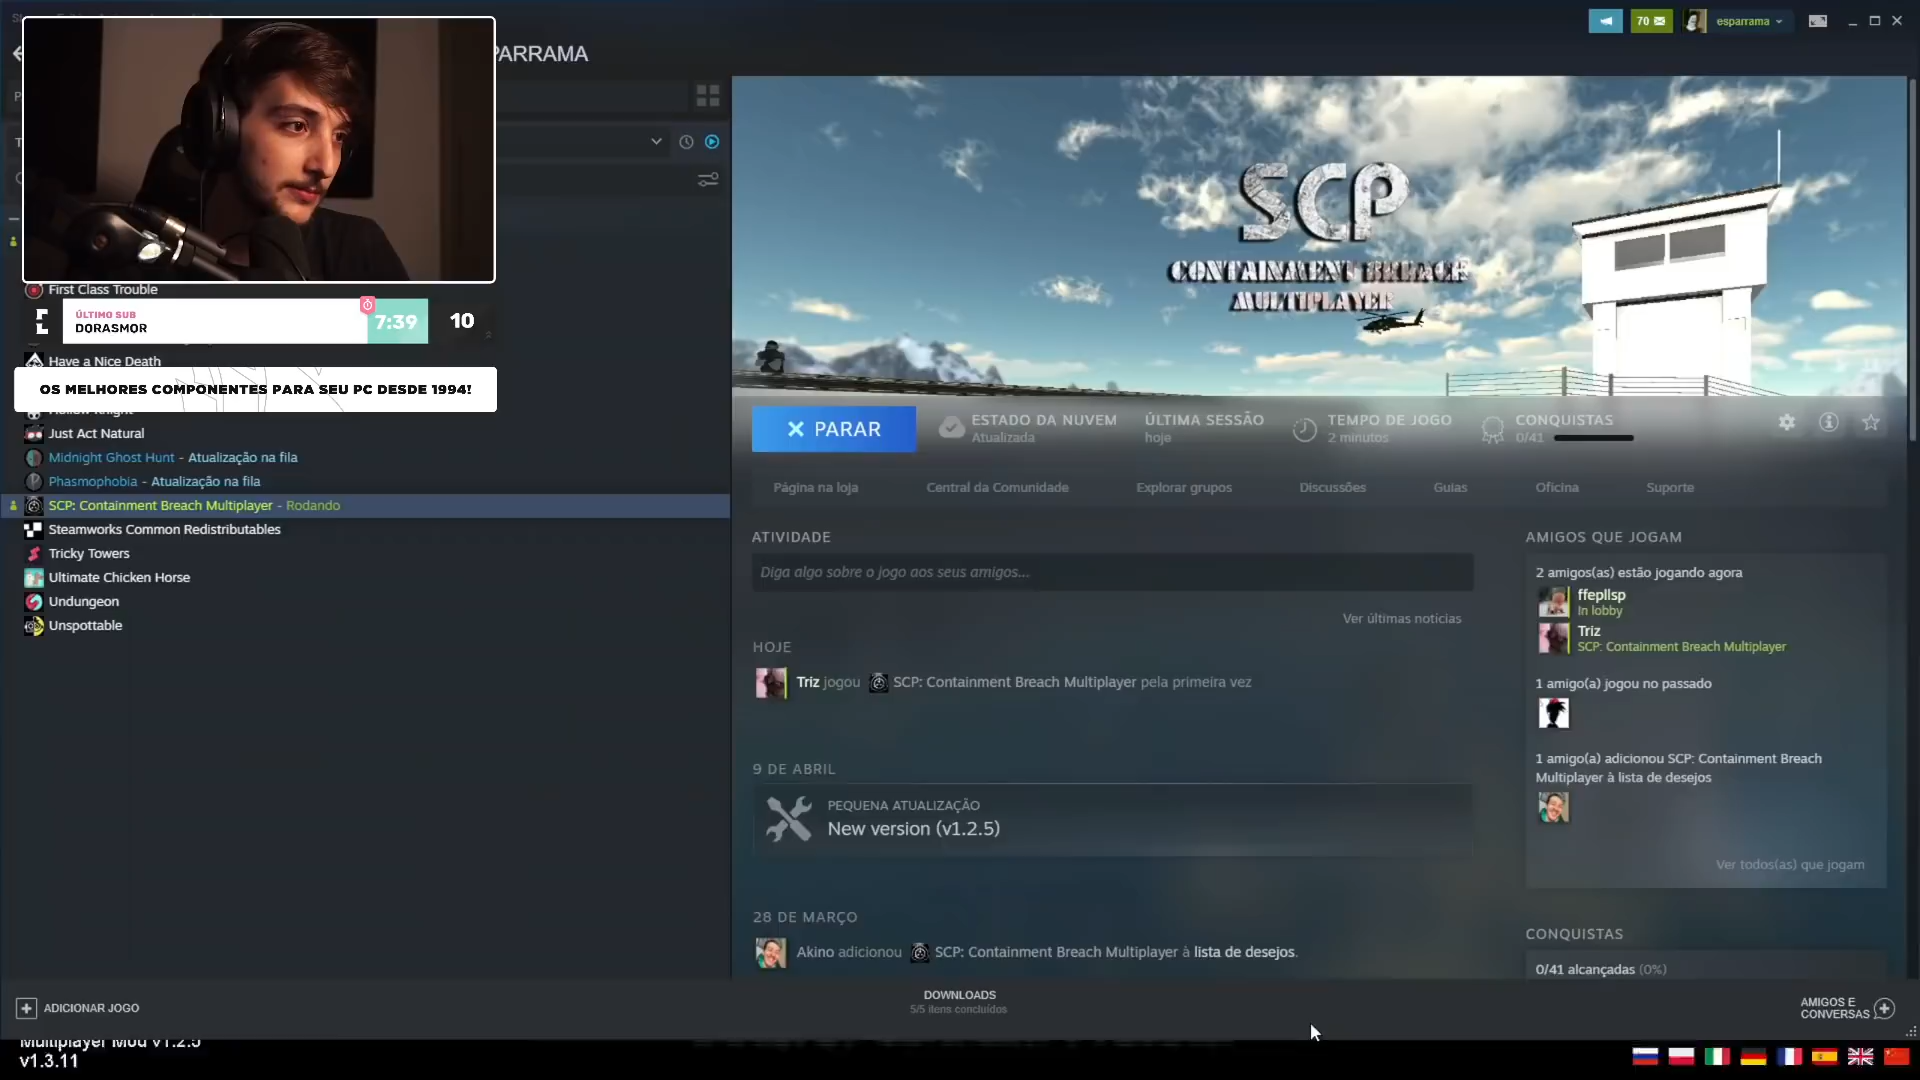 70
esparrama
PARRAMA
First Class Trouble
ÚLTIMO SUB
DORASMOR
7:39
10
Have a Nice Death
OS MELHORES COMPONENTES PARA SEU PC DESDE 1994!
Hollow Knight
Just Act Natural
Midnight Ghost Hunt - Atualização na fila
Phasmophobia - Atualização na fila
SCP: Containment Breach Multiplayer - Rodando
Steamworks Common Redistributables
Tricky Towers
Ultimate Chicken Horse
Undungeon
Unspottable
SCP
CONTAINMENT BREACH
MULTIPLAYER
PARAR
ESTADO DA NUVEM
Atualizada
ÚLTIMA SESSÃO
hoje
TEMPO DE JOGO
2 minutos
CONQUISTAS
0/41
Página na loja
Central da Comunidade
Explorar grupos
Discussões
Guias
Oficina
Suporte
ATIVIDADE
Diga algo sobre o jogo aos seus amigos...
Ver últimas notícias
HOJE
Triz jogou SCP: Containment Breach Multiplayer pela primeira vez
9 DE ABRIL
PEQUENA ATUALIZAÇÃO
New version (v1.2.5)
28 DE MARÇO
Akino adicionou SCP: Containment Breach Multiplayer à lista de desejos.
AMIGOS QUE JOGAM
2 amigos(as) estão jogando agora
ffepllsp
In lobby
Triz
SCP: Containment Breach Multiplayer
1 amigo(a) jogou no passado
1 amigo(a) adicionou SCP: Containment Breach
Multiplayer à lista de desejos
Ver todos(as) que jogam
CONQUISTAS
0/41 alcançadas (0%)
ADICIONAR JOGO
DOWNLOADS
5/5 itens concluídos
AMIGOS E
CONVERSAS
Multiplayer Mod v1.2.5
v1.3.11